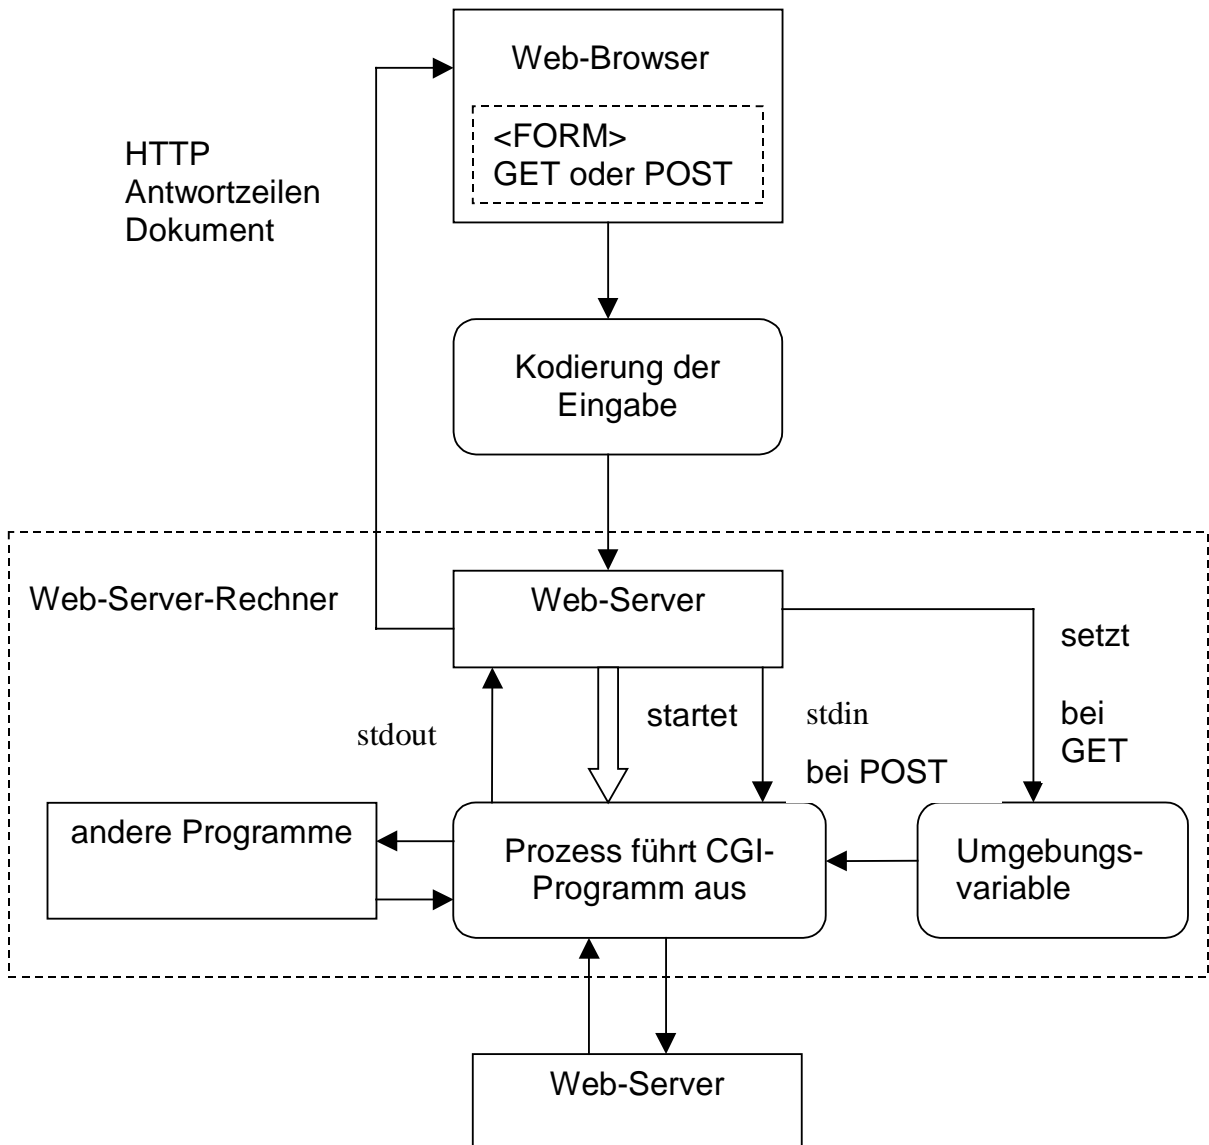 Web-Browser
<FORM>
GET oder POST
HTTP
Antwortzeilen
Dokument
Kodierung der
Eingabe
Web-Server-Rechner
Web-Server
setzt
bei
GET
stdout
startet
stdin
bei POST
andere Programme
Prozess führt CGI-
Programm aus
Umgebungs-
variable
Web-Server